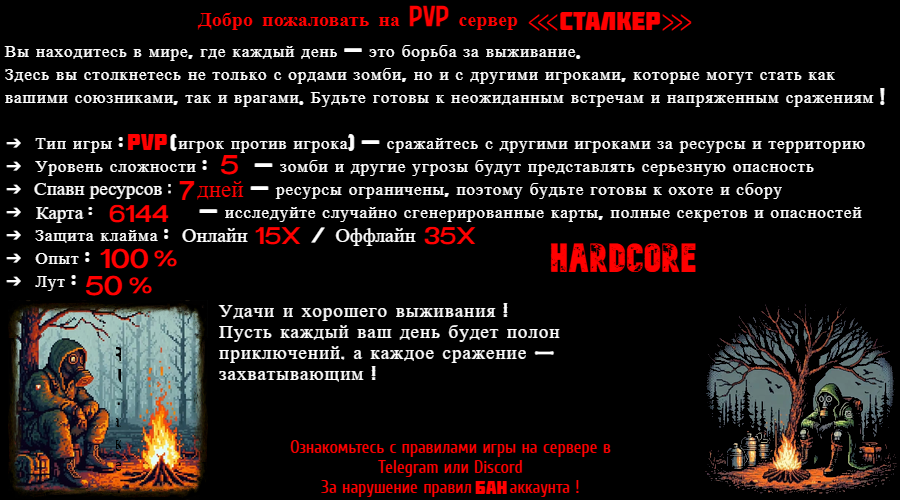 Добро пожаловать на PVP сервер <<<СТАЛКЕР>>>
Вы находитесь в мире, где каждый день — это борьба за выживание.
Здесь вы столкнетесь не только с ордами зомби, но и с другими игроками, которые могут стать как
вашими союзниками, так и врагами. Будьте готовы к неожиданным встречам и напряженным сражениям !
➔ Тип игры : PVP (игрок против игрока) — сражайтесь с другими игроками за ресурсы и территорию
➔ Уровень сложности : 5 — зомби и другие угрозы будут представлять серьезную опасность
➔ Спавн ресурсов : 7 дней — ресурсы ограничены, поэтому будьте готовы к охоте и сбору
➔ Карта : 6144 — исследуйте случайно сгенерированные карты, полные секретов и опасностей
➔ Защита клайма : Онлайн 15X / Оффлайн 35X
HARDCORE
➔ Опыт : 100 %
➔ Лут : 50 %
Удачи и хорошего выживания !
Пусть каждый ваш день будет полон
приключений. а каждое сражение —
захватывающим !
Ознакомьтесь с правилами игры на сервере в
Telegram или Discord
За нарушение правил БАН аккаунта !